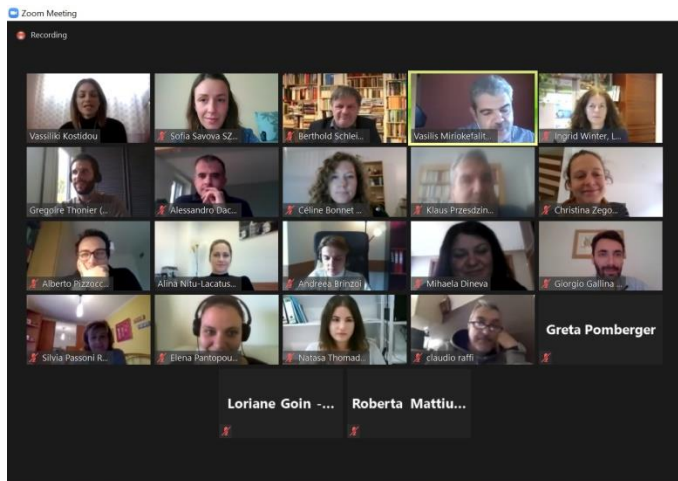 Zoom Meeting
Recording
Vassiliki Kostidou
Sofia Savova SZ...
Berthold Schlei...
Vasilis Miriokefalit...
Ingrid Winter, L...
Gregoire Thonier (...
Alessandro Dac...
Céline Bonnet ...
Klaus Przesdzin...
Christina Zego...
Alberto Pizzocc...
Alina Nitu-Lacatus...
Andreea Brinzoi
Mihaela Dineva
Giorgio Gallina ...
Silvia Passoni R...
Elena Pantopou...
Natasa Thomad...
claudio raffi
Greta Pomberger
Loriane Goin -...
Roberta Mattiu...